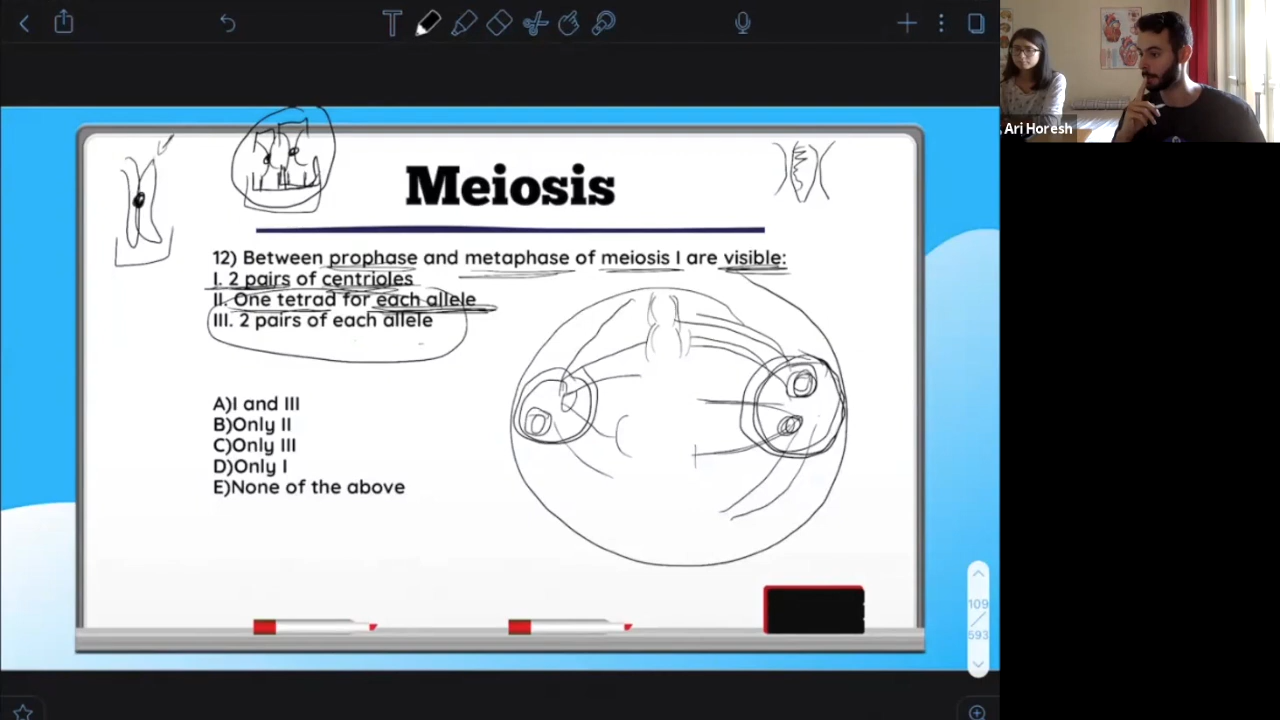 Ari Horesh
Meiosis
12) Between prophase and metaphase of meiosis I are visible:
I. 2 pairs of centrioles
II. One tetrad for each allele
III. 2 pairs of each allele
A)I and III
B)Only II
C)Only III
D)Only I
E)None of the above
109
593